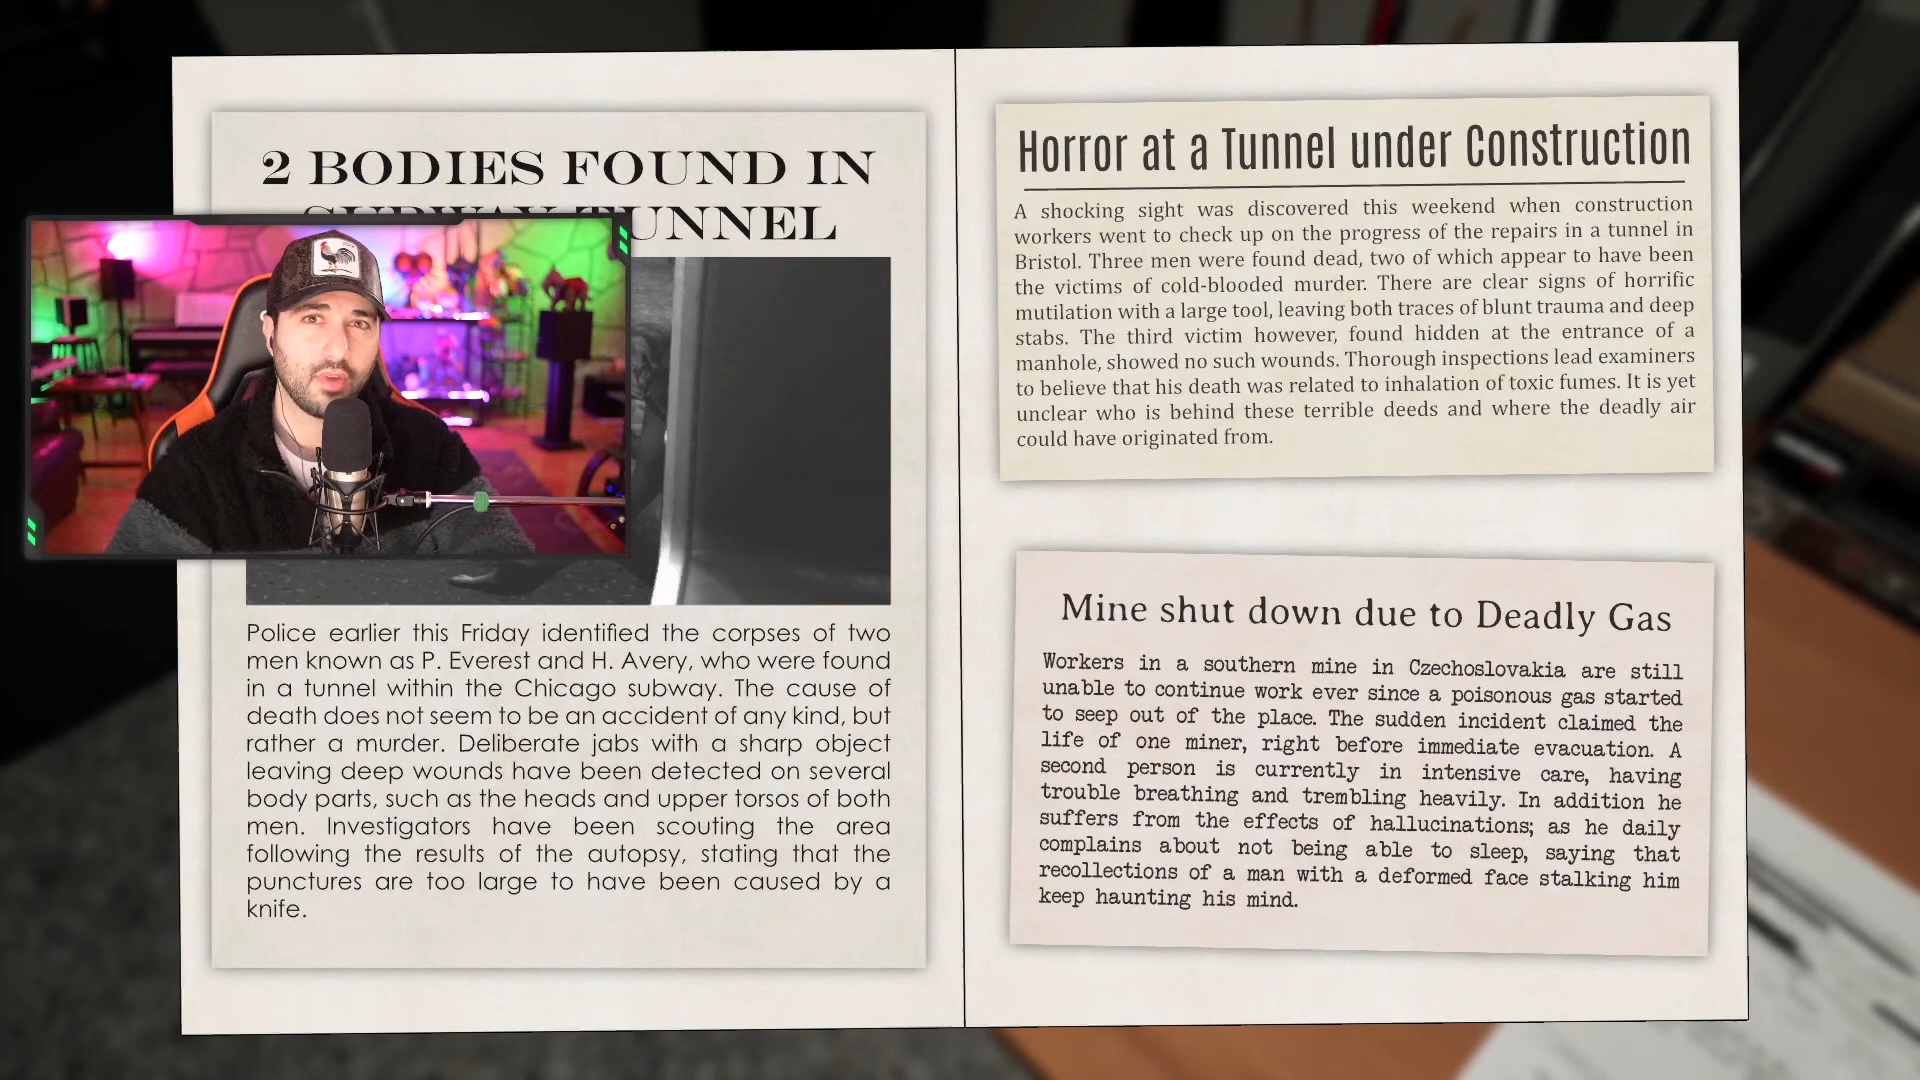 2 BODIES FOUND IN
SUBWAY TUNNEL
Police earlier this Friday identified the corpses of two
men known as P. Everest and H. Avery, who were found
in a tunnel within the Chicago subway. The cause of
death does not seem to be an accident of any kind, but
rather a murder. Deliberate jabs with a sharp object
leaving deep wounds have been detected on several
body parts, such as the heads and upper torsos of both
men. Investigators have been scouting the area
following the results of the autopsy, stating that the
punctures are too large to have been caused by a
knife.
Horror at a Tunnel under Construction
A shocking sight was discovered this weekend when construction
workers went to check up on the progress of the repairs in a tunnel in
Bristol. Three men were found dead, two of which appear to have been
the victims of cold-blooded murder. There are clear signs of horrific
mutilation with a large tool, leaving both traces of blunt trauma and deep
stabs. The third victim however, found hidden at the entrance of a
manhole, showed no such wounds. Thorough inspections lead examiners
to believe that his death was related to inhalation of toxic fumes. It is yet
unclear who is behind these terrible deeds and where the deadly air
could have originated from.
Mine shut down due to Deadly Gas
Workers in a southern mine in Czechoslovakia are still
unable to continue work ever since a poisonous gas started
to seep out of the place. The sudden incident claimed the
life of one miner, right before immediate evacuation. A
second person is currently in intensive care, having
trouble breathing and trembling heavily. In addition he
suffers from the effects of hallucinations; as he daily
complains about not being able to sleep, saying that
recollections of a man with a deformed face stalking him
keep haunting his mind.